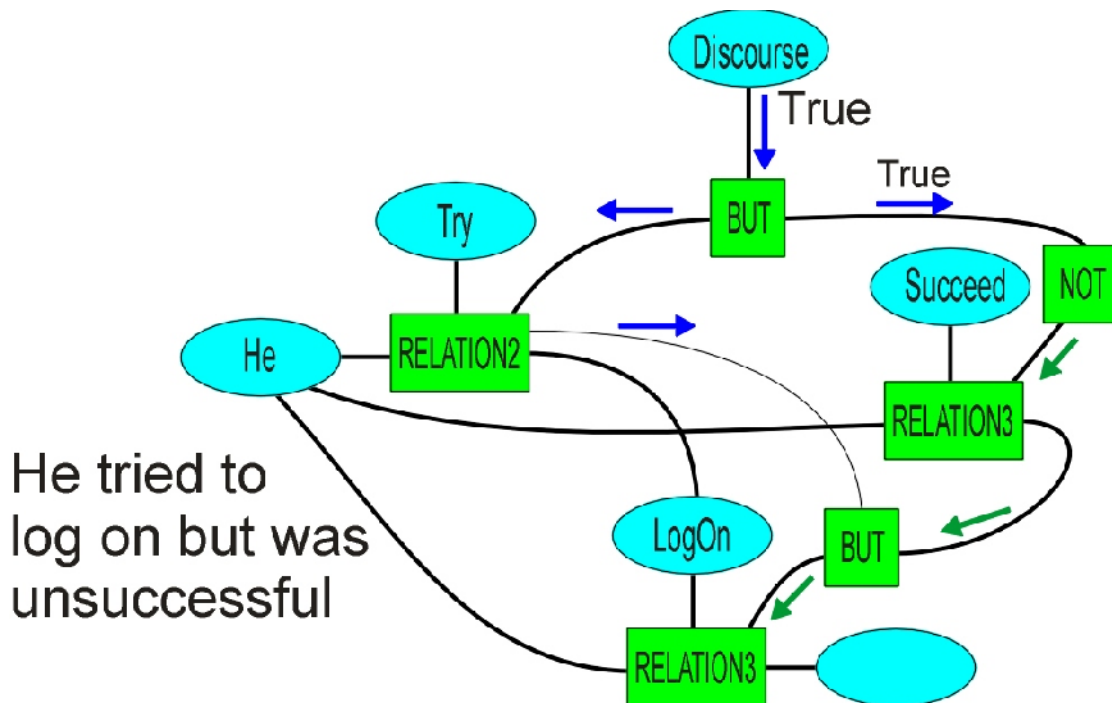 Discourse
True
True
Try
BUT
Succeed
NOT
He
RELATION2
RELATION3
He tried to
log on but was
unsuccessful
LogOn
BUT
RELATION3